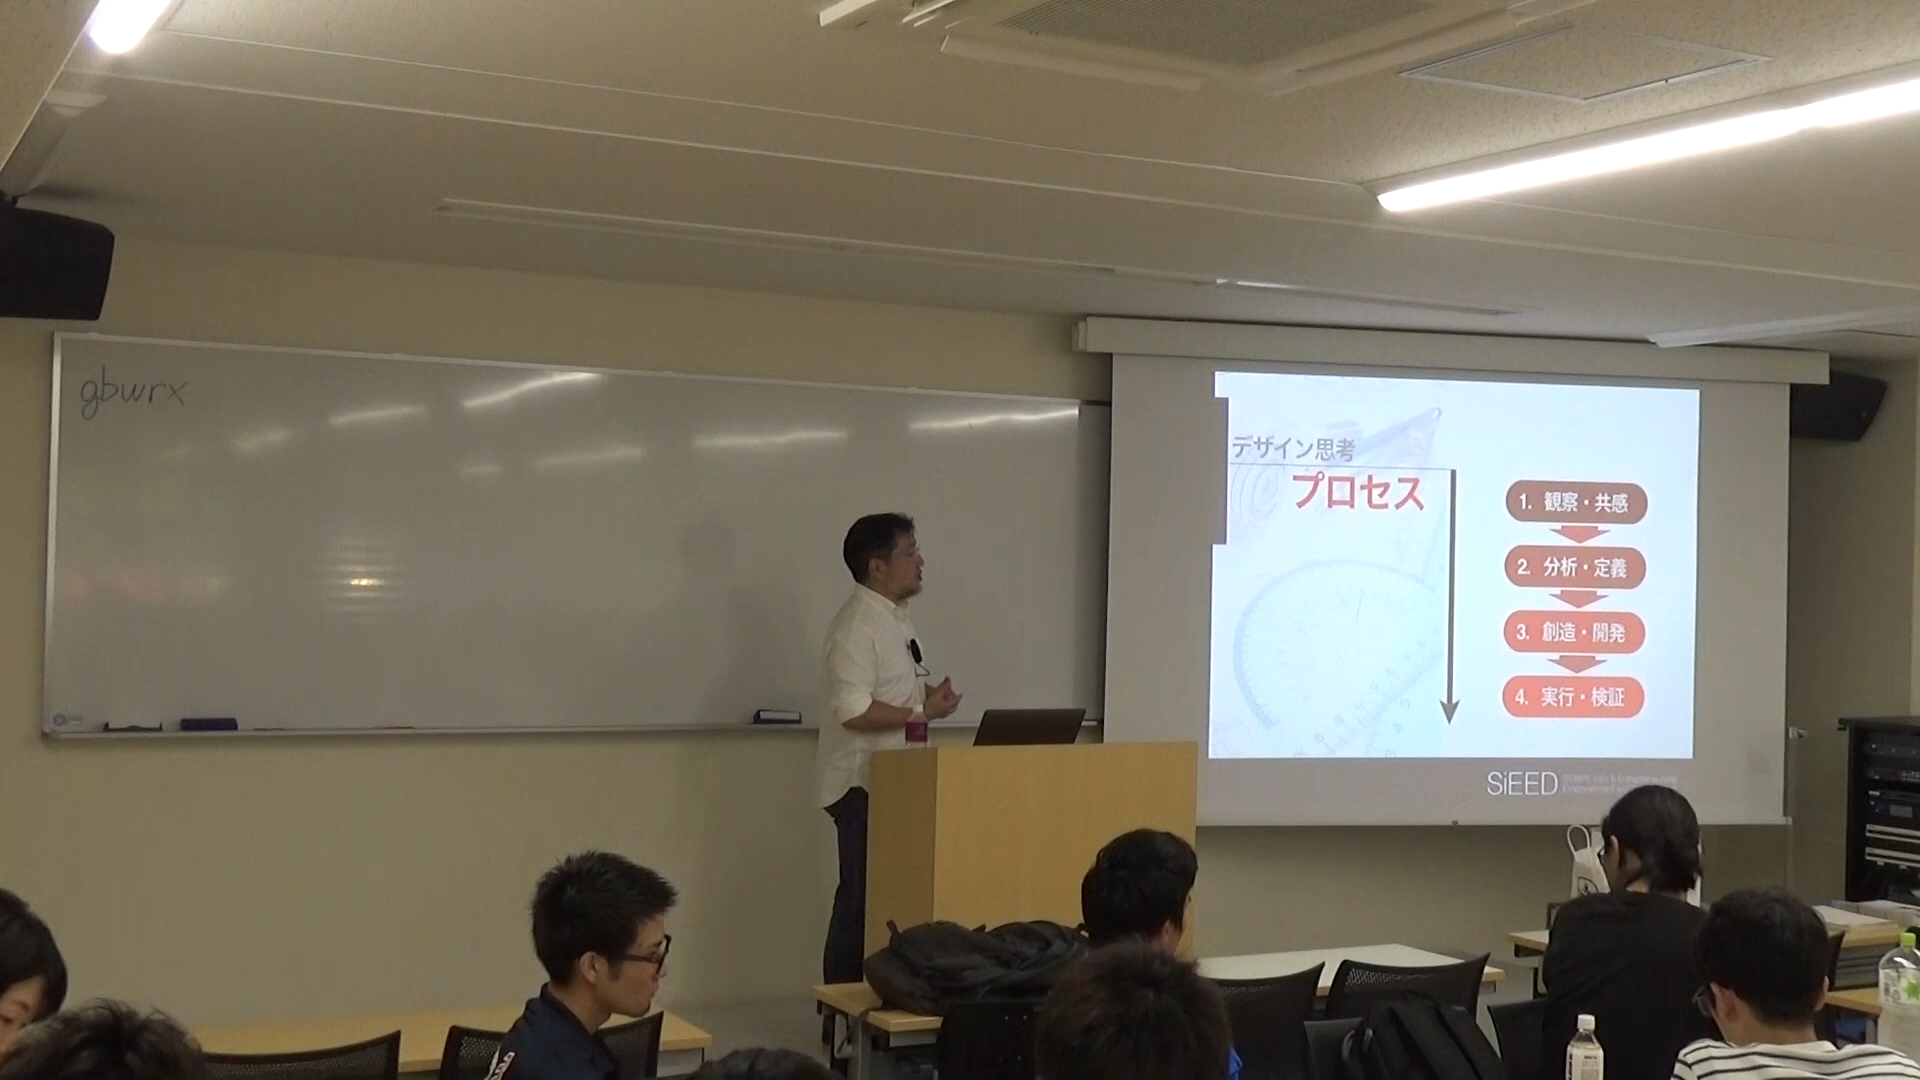 gbwrx
デザイン思考
プロセス
1. 観察・共感
2. 分析・定義
3. 創造・開発
4. 実行・検証
SiEED